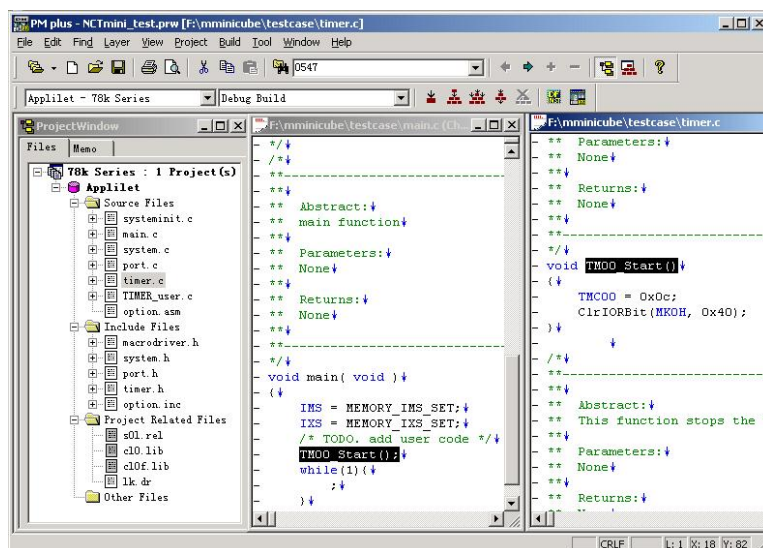 PM plus - NCTmini_test.prw [F:\mminicube\testcase\timer.c]
File Edit Find Layer View Project Build Tool Window Help
0547
Applilet - 78k Series Debug Build
ProjectWindow
Files Memo
78k Series : 1 Project(s)
Applilet
Source Files
systeminit.c
main.c
system.c
port.c
timer.c
TIMER_user.c
option.asm
Include Files
macrodriver.h
system.h
port.h
timer.h
option.inc
Project Related Files
s0l.rel
cl0.lib
cl0f.lib
lk.dr
Other Files
F:\mminicube\testcase\main.c (Ch...
- */↓
- /*↓
- **-----------------------------
- **↓
- ** Abstract:↓
- ** main function↓
- **↓
- ** Parameters:↓
- ** None↓
- **↓
- ** Returns:↓
- ** None↓
- **↓
- **-----------------------------
- */↓
- void main( void )↓
- {↓
- IMS = MEMORY_IMS_SET;↓
- IXS = MEMORY_IXS_SET;↓
- /* TODO. add user code */↓
- TM00_Start();↓
- while(1){↓
- ;↓
- }↓
F:\mminicube\testcase\timer.c
- ** Parameters:↓
- ** None↓
- **↓
- ** Returns:↓
- ** None↓
- **↓
- **-----------------------------
- */↓
- void TM00_Start()↓
- {↓
- TMC00 = 0x0c;↓
- ClrIORBit(MK0H, 0x40);↓
- }↓
- ↓
- /*↓
- **-----------------------------
- **↓
- ** Abstract:↓
- ** This function stops the
- **↓
- ** Parameters:↓
- ** None↓
- **↓
- ** Returns:↓
CRLF L: 1 X: 18 Y: 82